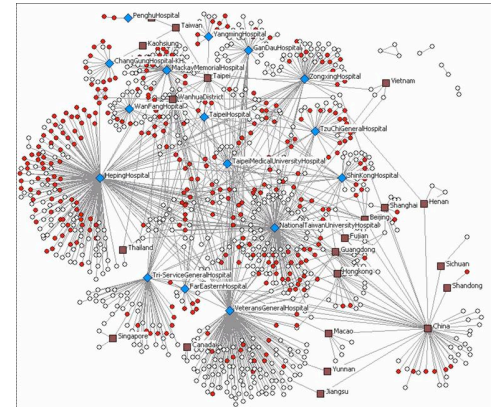 PenghuHospital
Taiwan
YangmingHospital
Kaohsiung
GanDauHospital
ChangGungHospital-KH
MackayMemorialHospital
Taipei
ZongxingHospital
Vietnam
WanhuaDistrict
WanFangHospital
TaipeiHospital
TzuChiGeneralHospital
TaipeiMedicalUniversityHospital
HepingHospital
ShinKongHospital
Shanghai
Henan
Beijing
NationalTaiwanUniversityHospital
Fujian
Guangdong
Thailand
Sichuan
Hongkong
Tri-ServiceGeneralHospital
FarEasternHospital
Shandong
VeteransGeneralHospital
China
Macao
Singapore
Canada
Yunnan
Jiangsu